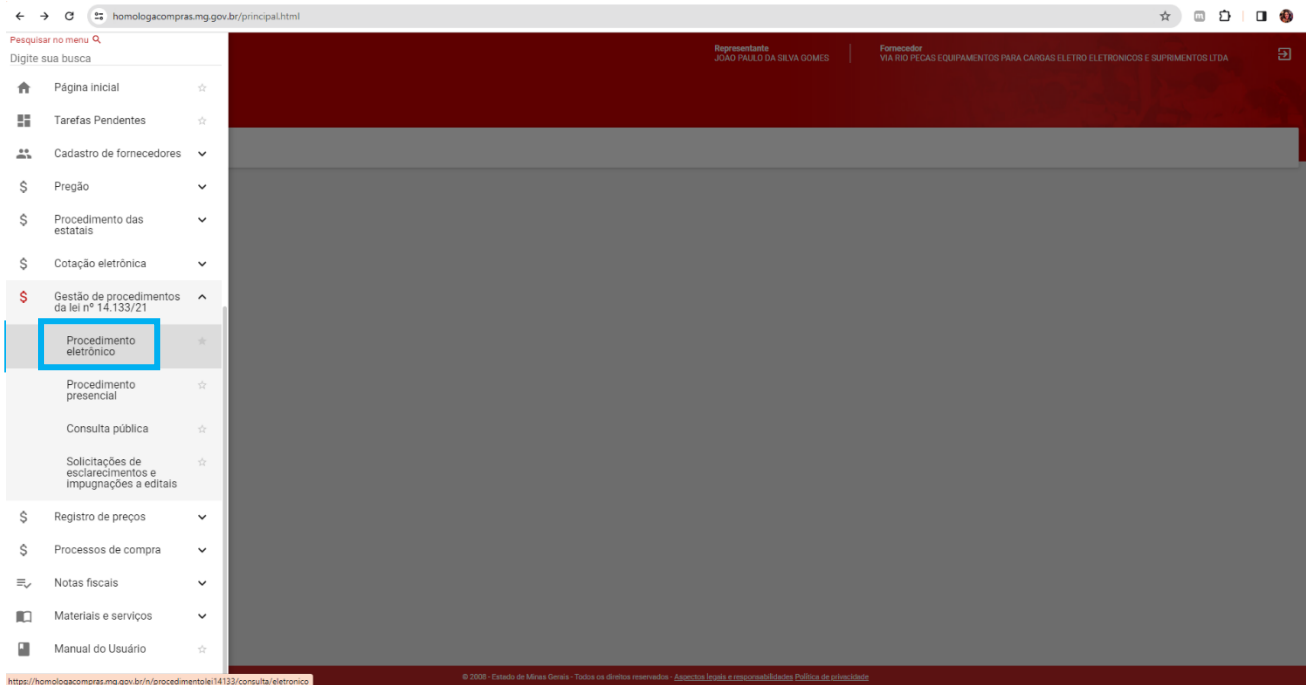 homologacompras.mg.gov.br/principal.html
Pesquisar no menu
Digite sua busca
Representante
JOAO PAULO DA SILVA GOMES
Fornecedor
VIA RIO PECAS EQUIPAMENTOS PARA CARGAS ELETRO ELETRONICOS E SUPRIMENTOS LTDA
Página inicial
Tarefas Pendentes
Cadastro de fornecedores
Pregão
Procedimento das
estatais
Cotação eletrônica
Gestão de procedimentos
da lei nº 14.133/21
Procedimento
eletrônico
Procedimento
presencial
Consulta pública
Solicitações de
esclarecimentos e
impugnações a editais
Registro de preços
Processos de compra
Notas fiscais
Materiais e serviços
Manual do Usuário
https://homologacompras.mg.gov.br/n/procedimentolei14133/consulta/eletronico
© 2008 - Estado de Minas Gerais - Todos os direitos reservados - Aspectos legais e responsabilidades Política de privacidade